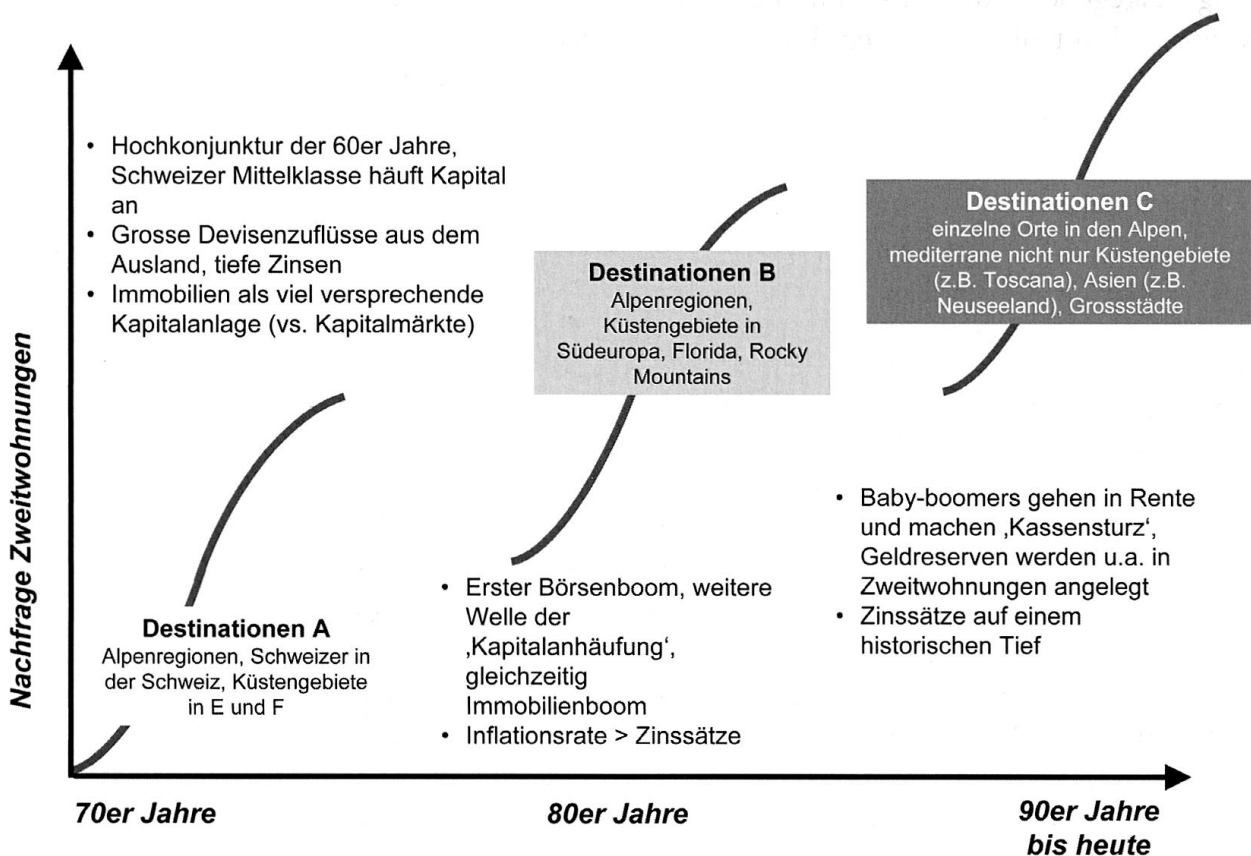 Nachfrage Zweitwohnungen
• Hochkonjunktur der 60er Jahre,
Schweizer Mittelklasse häuft Kapital
an
• Grosse Devisenzuflüsse aus dem
Ausland, tiefe Zinsen
• Immobilien als viel versprechende
Kapitalanlage (vs. Kapitalmärkte)
Destinationen A
Alpenregionen, Schweizer in
der Schweiz, Küstengebiete
in E und F
Destinationen B
Alpenregionen,
Küstengebiete in
Südeuropa, Florida, Rocky
Mountains
• Erster Börsenboom, weitere
Welle der
‚Kapitalanhäufung‘,
gleichzeitig
Immobilienboom
• Inflationsrate > Zinssätze
Destinationen C
einzelne Orte in den Alpen,
mediterrane nicht nur Küstengebiete
(z.B. Toscana), Asien (z.B.
Neuseeland), Grossstädte
• Baby-boomers gehen in Rente
und machen ‚Kassensturz‘,
Geldreserven werden u.a. in
Zweitwohnungen angelegt
• Zinssätze auf einem
historischen Tief
70er Jahre
80er Jahre
90er Jahre
bis heute